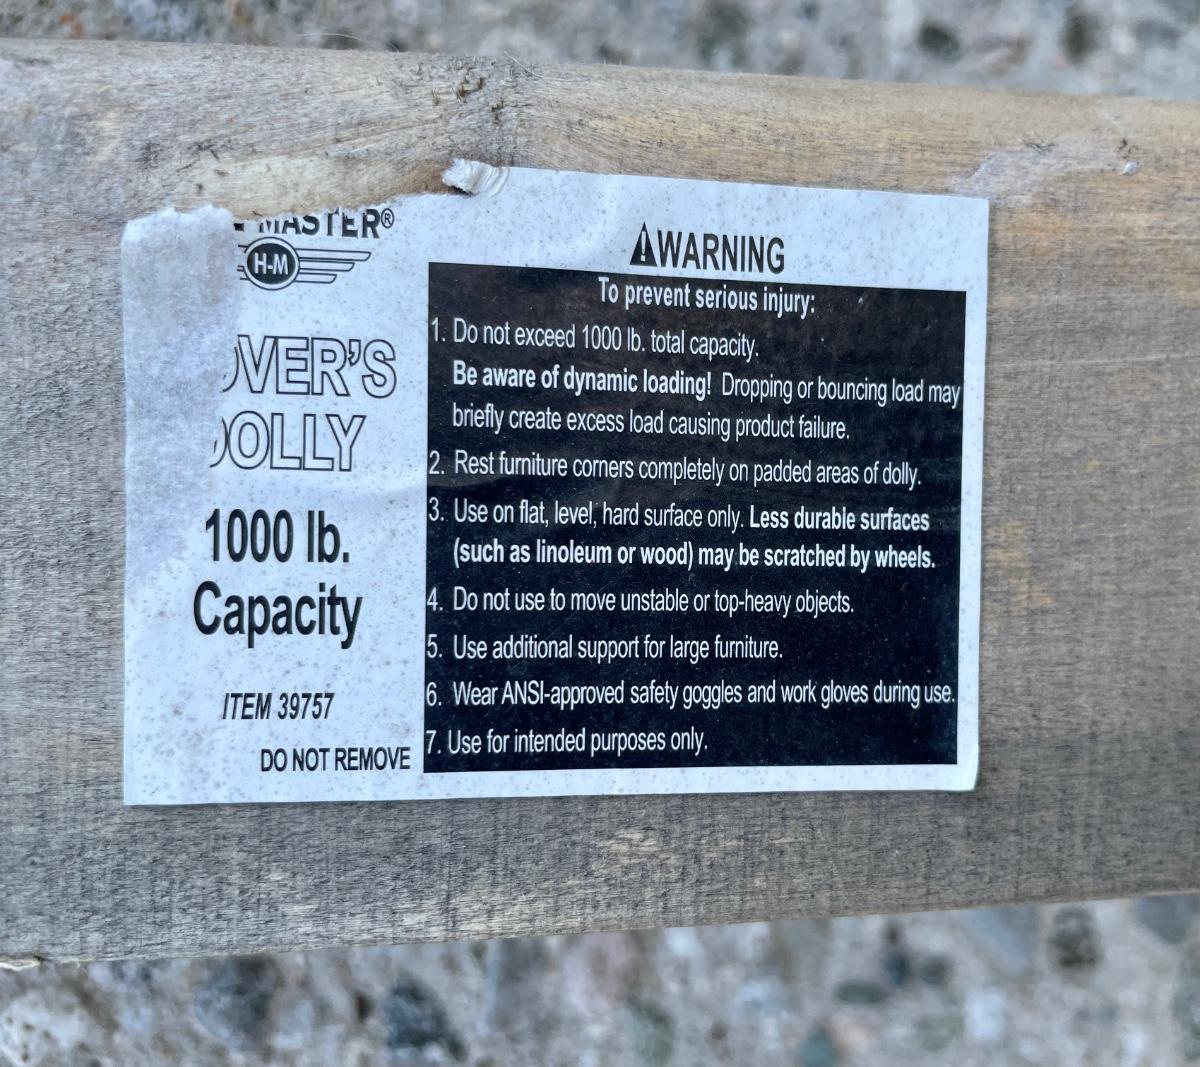 MASTER®
H-M
OVER'S
DOLLY
1000 lb.
Capacity
ITEM 39757
DO NOT REMOVE
WARNING
To prevent serious injury:
1. Do not exceed 1000 lb. total capacity.
Be aware of dynamic loading! Dropping or bouncing load may
briefly create excess load causing product failure.
2. Rest furniture corners completely on padded areas of dolly.
3. Use on flat, level, hard surface only. Less durable surfaces
(such as linoleum or wood) may be scratched by wheels.
4. Do not use to move unstable or top-heavy objects.
5. Use additional support for large furniture.
6. Wear ANSI-approved safety goggles and work gloves during use.
7. Use for intended purposes only.